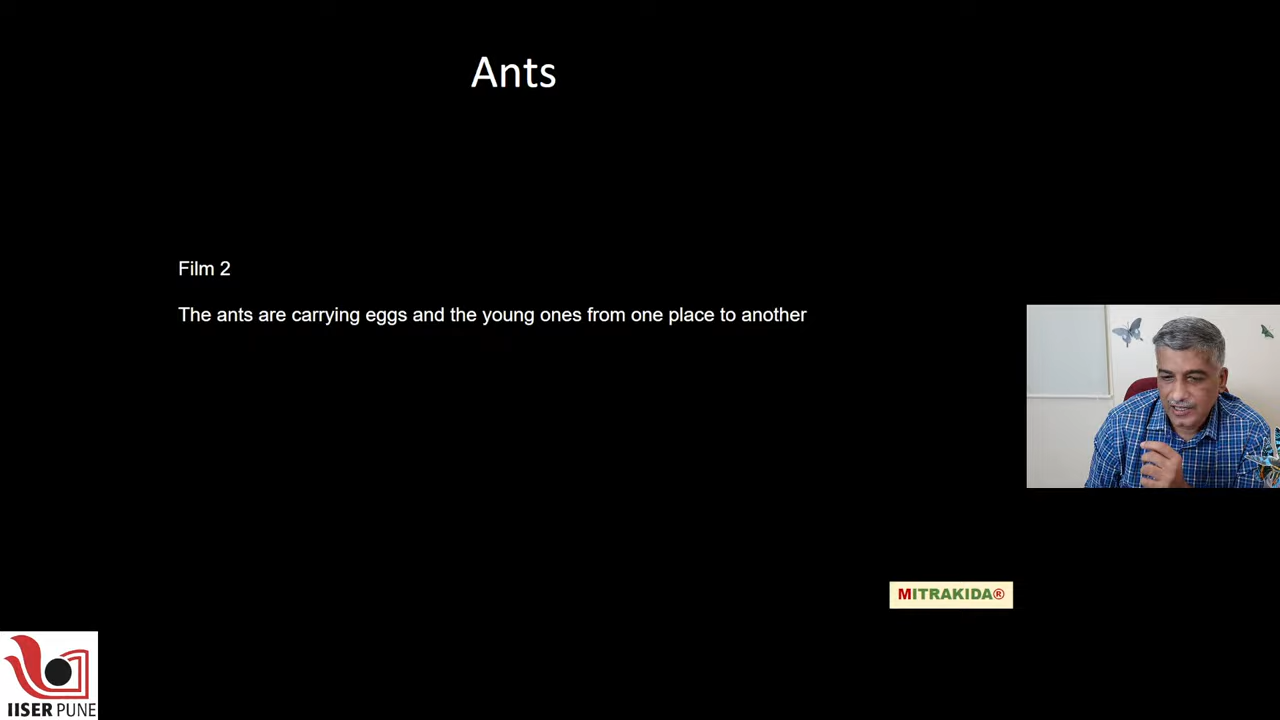 Ants
Film 2
The ants are carrying eggs and the young ones from one place to another
MITRAKIDA®
IISER PUNE